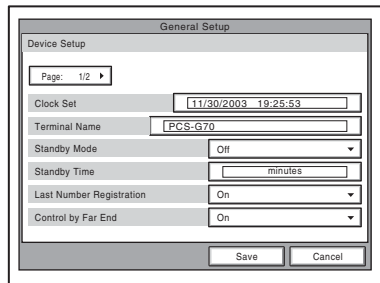 General Setup
Device Setup
Page: 1/2
Clock Set 11/30/2003 19:25:53
Terminal Name PCS-G70
Standby Mode Off
Standby Time minutes
Last Number Registration On
Control by Far End On
Save Cancel